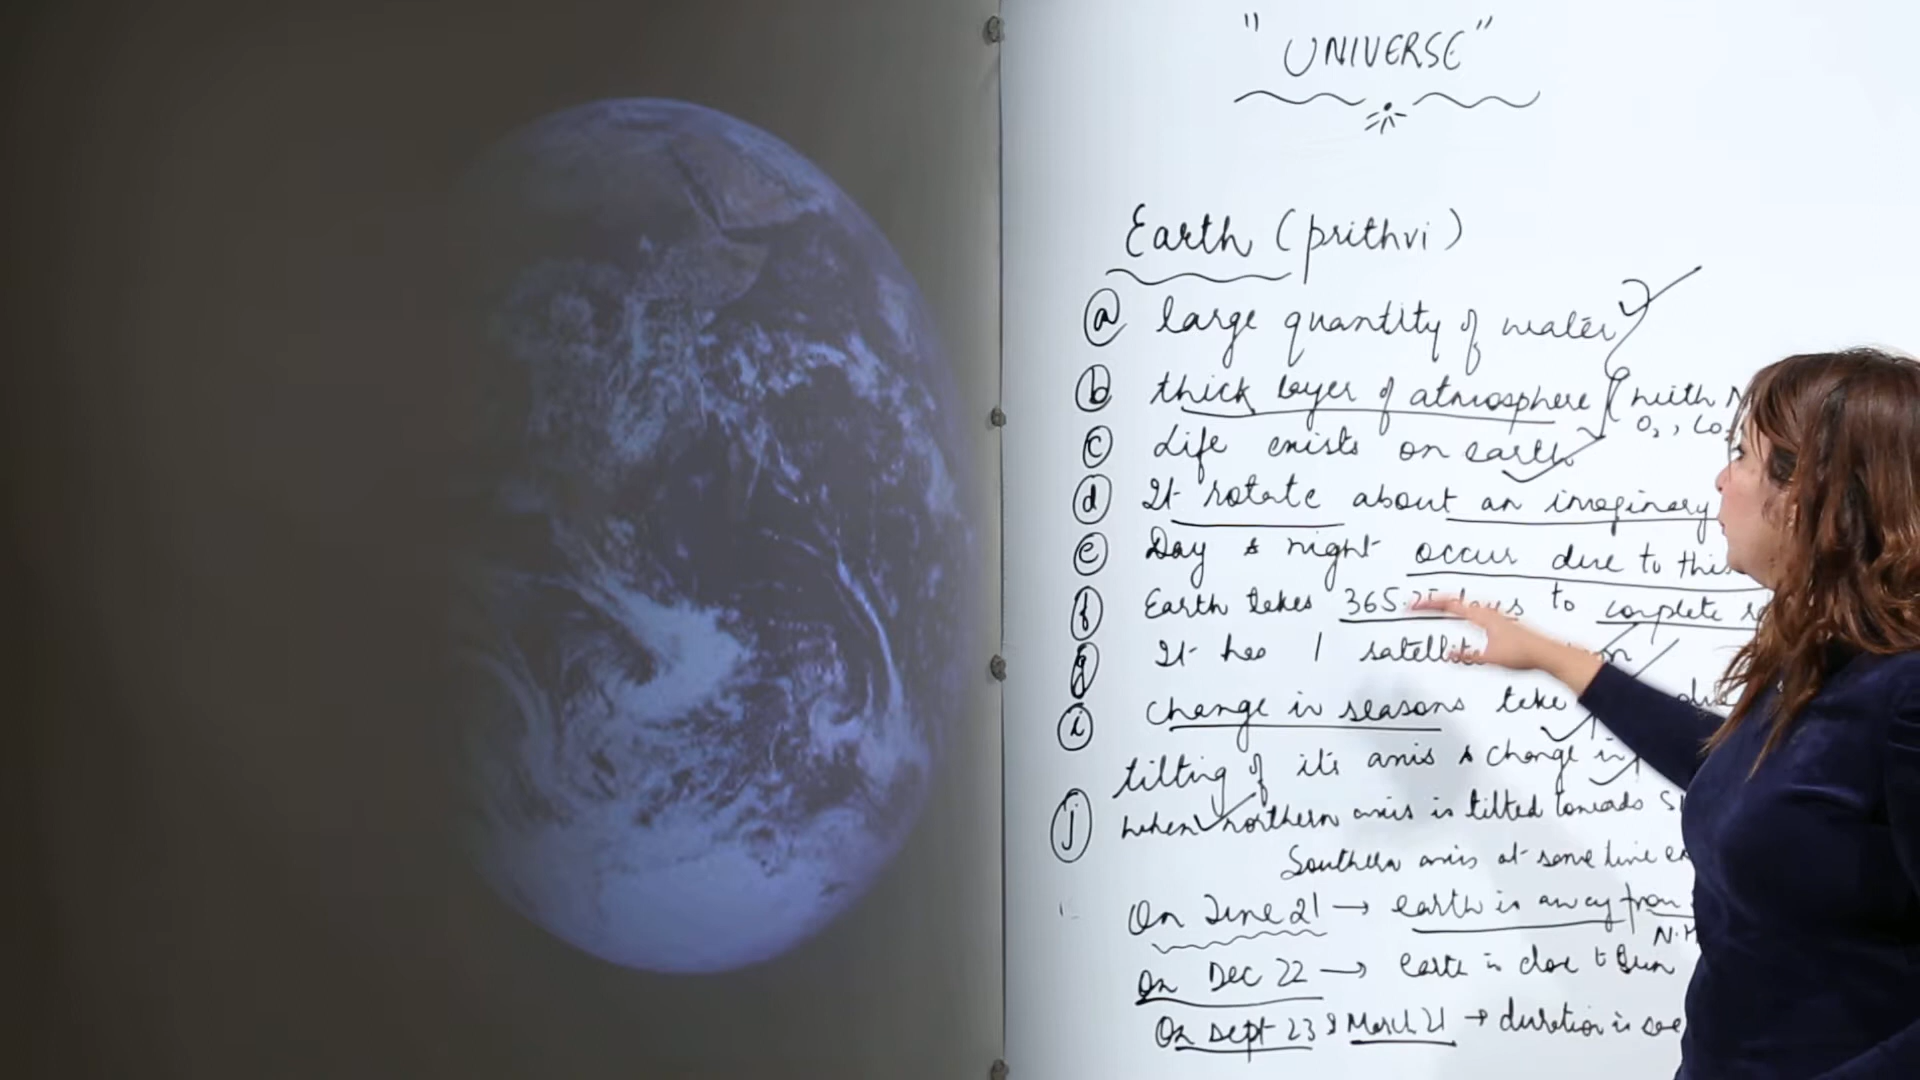 "UNIVERSE"
Earth (prithvi)
(a) large quantity of water
(b) thick layer of atmosphere (with N
O₂, CO₂
(c) Life exists on earth
(d) It rotate about an imaginary
(e) Day & night occur due to this
(f) Earth takes 365.25 days to complete
(g) It has 1 satellite
(i) change in seasons take due
tilting of it's axis & change in
(j) when northern axis is tilted towards S
Southern axis at same time
On June 21 → earth is away from
N.H
On Dec 22 → earth is close to Sun
On Sept 23 & March 21 → duration is